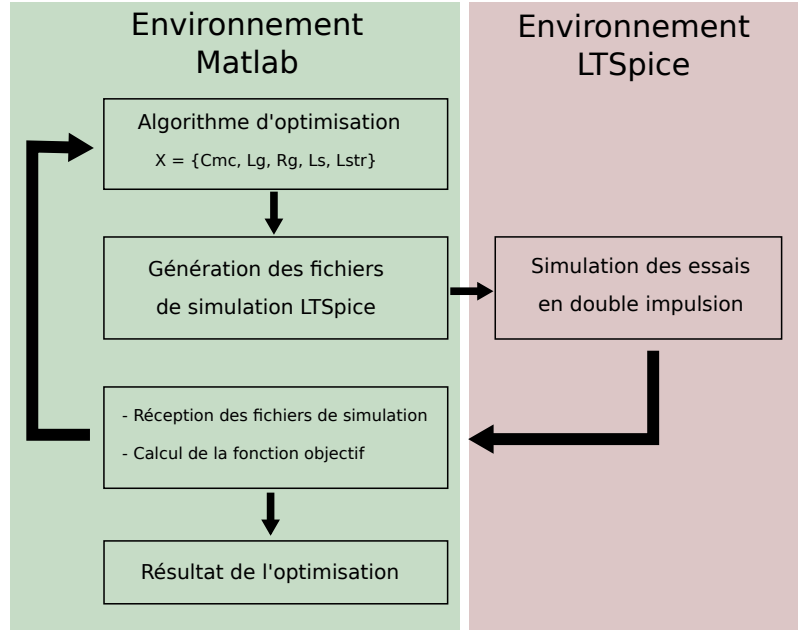 Environnement
Matlab
Environnement
LTSpice
Algorithme d'optimisation
X = {Cmc, Lg, Rg, Ls, Lstr}
Génération des fichiers
de simulation LTSpice
Simulation des essais
en double impulsion
- Réception des fichiers de simulation
- Calcul de la fonction objectif
Résultat de l'optimisation